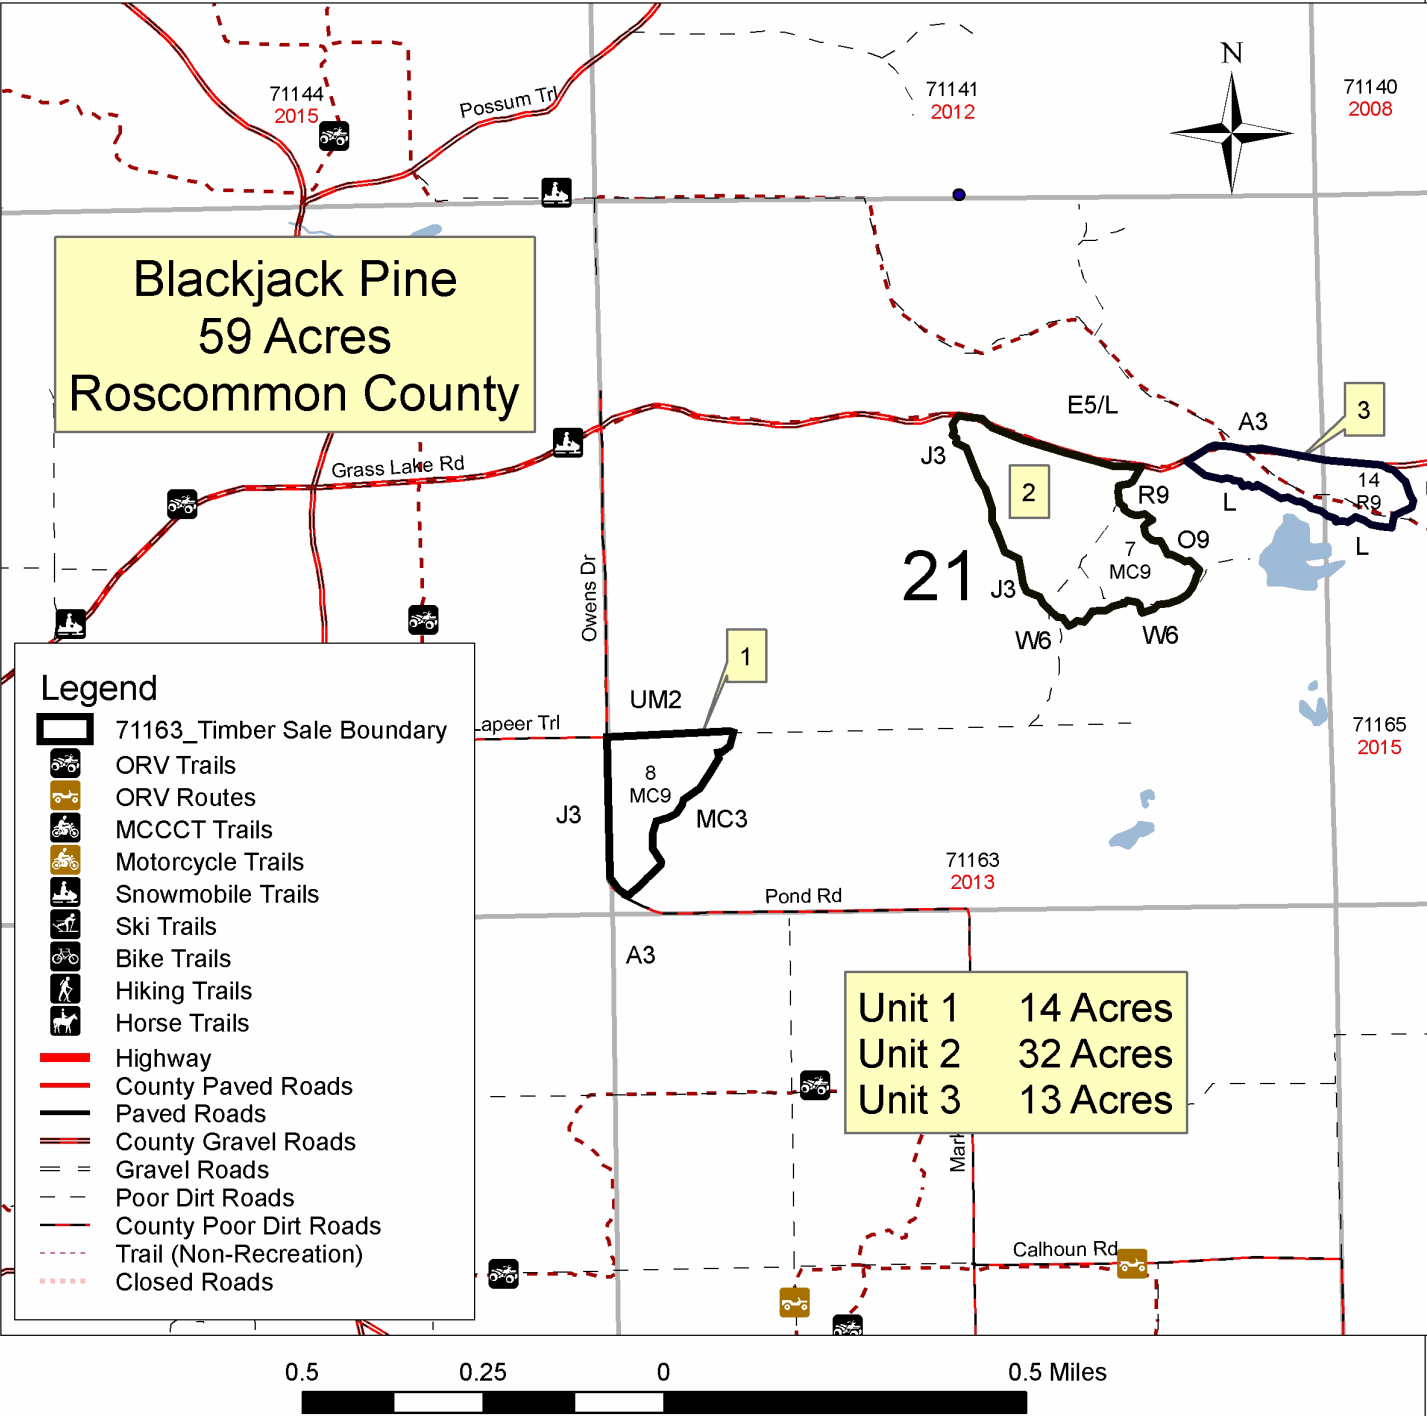 N
71144
2015
Possum Trl
71141
2012
71140
2008
Blackjack Pine
59 Acres
Roscommon County
Grass Lake Rd
E5/L
A3
3
J3
2
R9
14
R9
L
L
O9
7
MC9
21
J3
W6
W6
Owens Dr
1
UM2
Lapeer Trl
8
MC9
J3
MC3
71165
2015
71163
2013
Pond Rd
A3
Unit 1 14 Acres
Unit 2 32 Acres
Unit 3 13 Acres
Mark
Calhoun Rd
Legend
71163_Timber Sale Boundary
ORV Trails
ORV Routes
MCCCT Trails
Motorcycle Trails
Snowmobile Trails
Ski Trails
Bike Trails
Hiking Trails
Horse Trails
Highway
County Paved Roads
Paved Roads
County Gravel Roads
Gravel Roads
Poor Dirt Roads
County Poor Dirt Roads
Trail (Non-Recreation)
Closed Roads
0.5 0.25 0 0.5 Miles